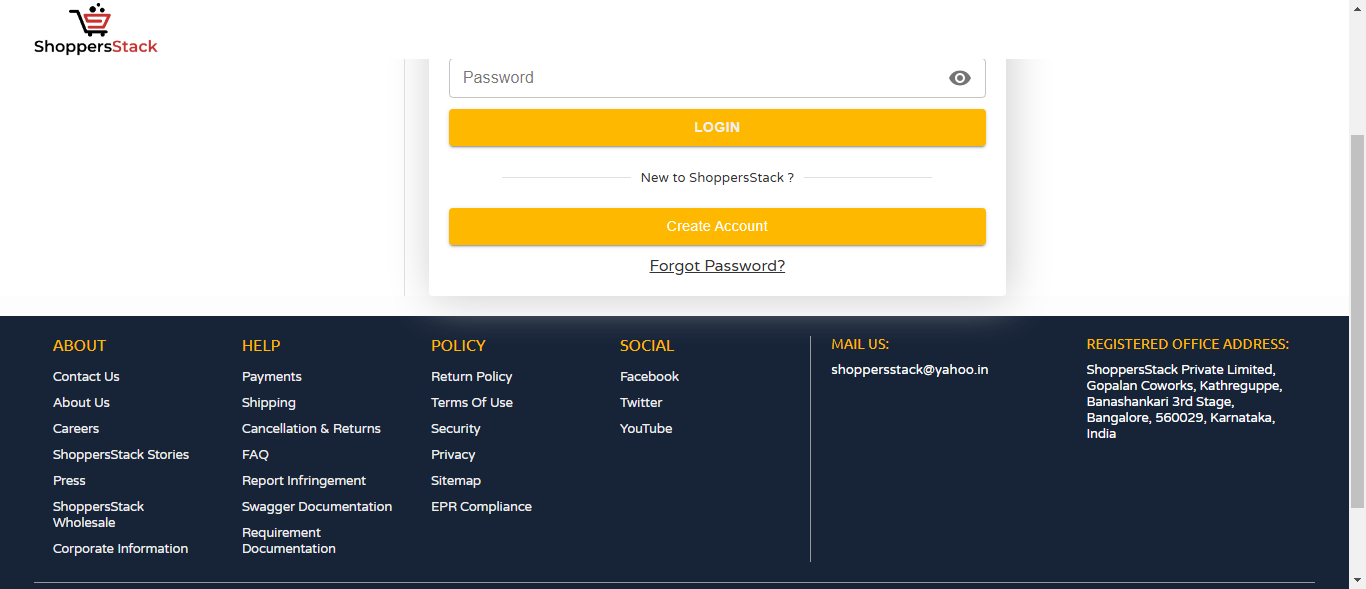 ShoppersStack
Password
LOGIN
New to ShoppersStack ?
Create Account
Forgot Password?
ABOUT
Contact Us
About Us
Careers
ShoppersStack Stories
Press
ShoppersStack
Wholesale
Corporate Information
HELP
Payments
Shipping
Cancellation & Returns
FAQ
Report Infringement
Swagger Documentation
Requirement
Documentation
POLICY
Return Policy
Terms Of Use
Security
Privacy
Sitemap
EPR Compliance
SOCIAL
Facebook
Twitter
YouTube
MAIL US:
shoppersstack@yahoo.in
REGISTERED OFFICE ADDRESS:
ShoppersStack Private Limited,
Gopalan Coworks, Kathreguppe,
Banashankari 3rd Stage,
Bangalore, 560029, Karnataka,
India